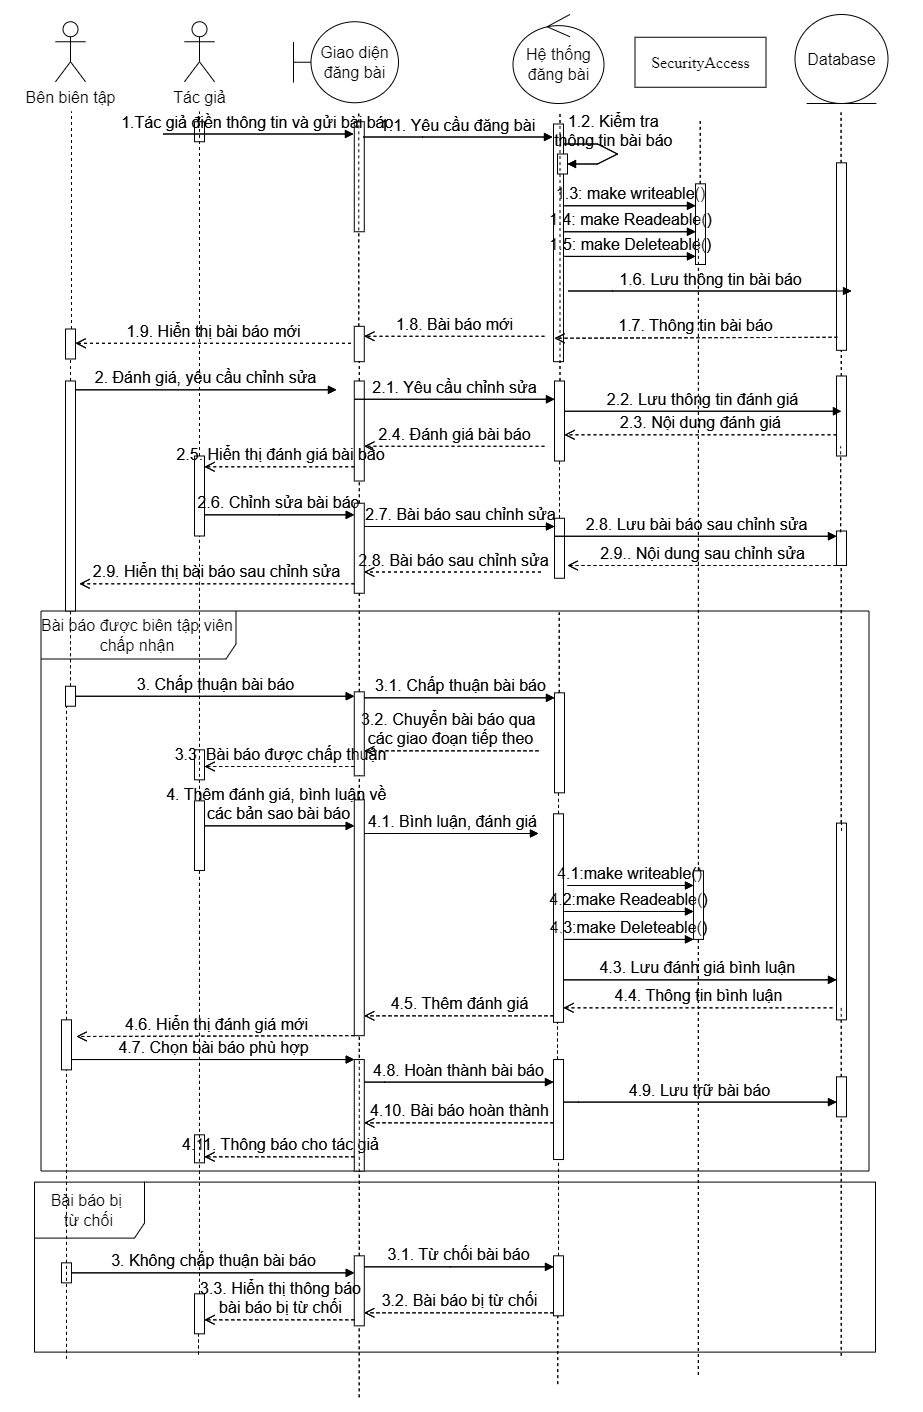 Bên biên tập
Tác giả
Giao diện
đăng bài
Hệ thống
đăng bài
SecurityAccess
Database
1.Tác giả điền thông tin và gửi bài báo
1.1. Yêu cầu đăng bài
1.2. Kiểm tra
thông tin bài báo
1.3: make writeable()
1.4: make Readeable()
1.5: make Deleteable()
1.6. Lưu thông tin bài báo
1.7. Thông tin bài báo
1.8. Bài báo mới
1.9. Hiển thị bài báo mới
2. Đánh giá, yêu cầu chỉnh sửa
2.1. Yêu cầu chỉnh sửa
2.2. Lưu thông tin đánh giá
2.3. Nội dung đánh giá
2.4. Đánh giá bài báo
2.5. Hiển thị đánh giá bài báo
2.6. Chỉnh sửa bài báo
2.7. Bài báo sau chỉnh sửa
2.8. Lưu bài báo sau chỉnh sửa
2.9.. Nội dung sau chỉnh sửa
2.8. Bài báo sau chỉnh sửa
2.9. Hiển thị bài báo sau chỉnh sửa
Bài báo được biên tập viên
chấp nhận
3. Chấp thuận bài báo
3.1. Chấp thuận bài báo
3.2. Chuyển bài báo qua
các giao đoạn tiếp theo
3.3. Bài báo được chấp thuận
4. Thêm đánh giá, bình luận về
các bản sao bài báo
4.1. Bình luận, đánh giá
4.1:make writeable()
4.2:make Readeable()
4.3:make Deleteable()
4.3. Lưu đánh giá bình luận
4.4. Thông tin bình luận
4.5. Thêm đánh giá
4.6. Hiển thị đánh giá mới
4.7. Chọn bài báo phù hợp
4.8. Hoàn thành bài báo
4.9. Lưu trữ bài báo
4.10. Bài báo hoàn thành
4.11. Thông báo cho tác giả
Bài báo bị
từ chối
3. Không chấp thuận bài báo
3.1. Từ chối bài báo
3.2. Bài báo bị từ chối
3.3. Hiển thị thông báo
bài báo bị từ chối